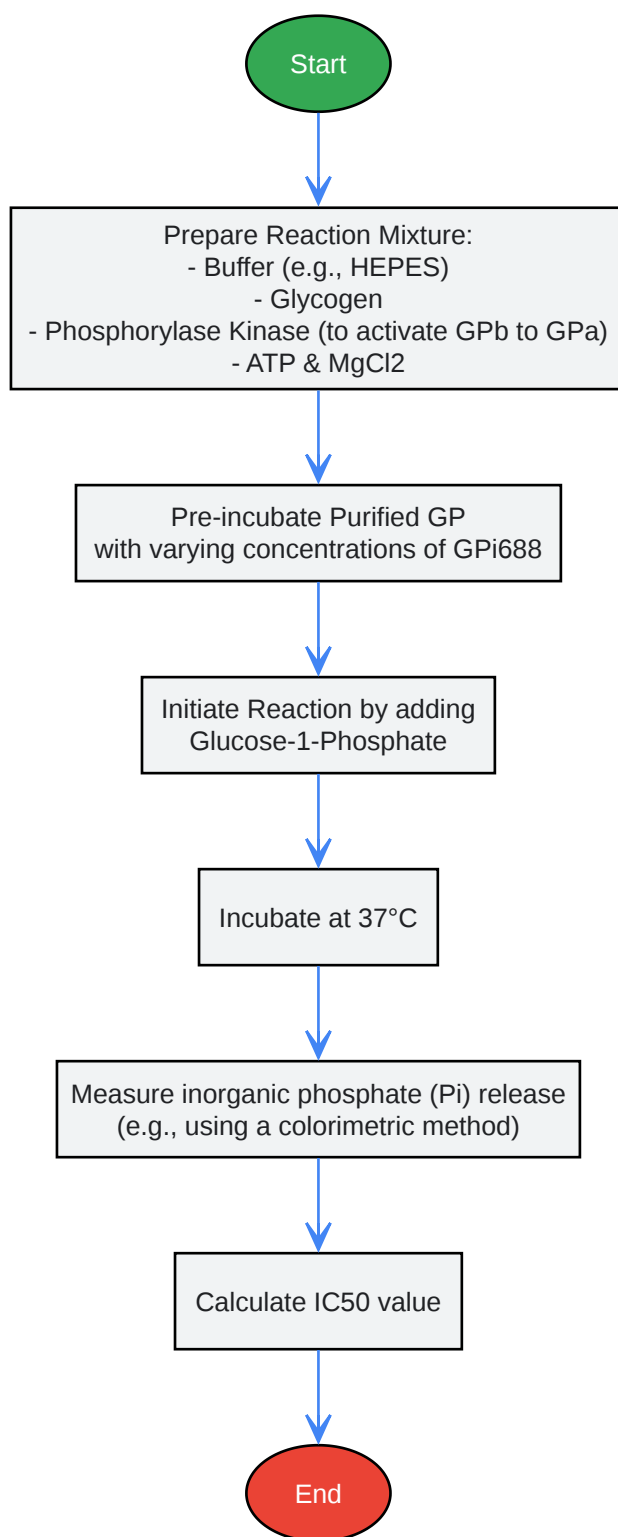 Start
Prepare Reaction Mixture:
- Buffer (e.g., HEPES)
- Glycogen
- Phosphorylase Kinase (to activate GPb to GPa)
- ATP & MgCl2
Pre-incubate Purified GP
with varying concentrations of GPi688
Initiate Reaction by adding
Glucose-1-Phosphate
Incubate at 37°C
Measure inorganic phosphate (Pi) release
(e.g., using a colorimetric method)
Calculate IC50 value
End